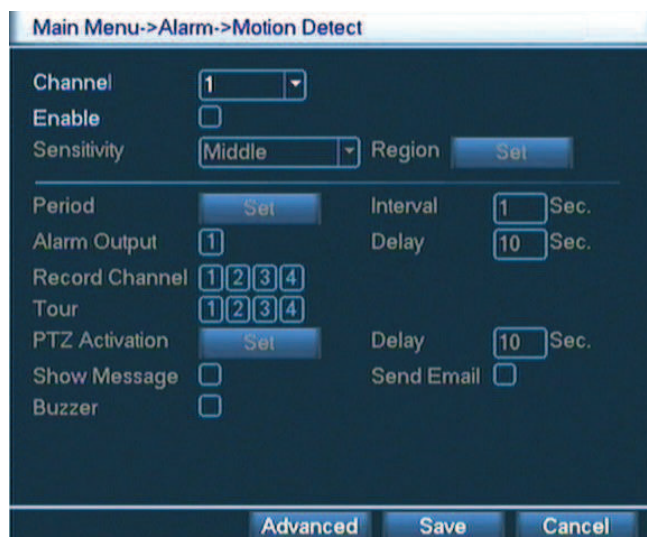 Main Menu->Alarm->Motion Detect
Channel 1
Enable
Sensitivity Middle Region Set
Period Set Interval 1 Sec.
Alarm Output 1 Delay 10 Sec.
Record Channel 1 2 3 4
Tour 1 2 3 4
PTZ Activation Set Delay 10 Sec.
Show Message Send Email
Buzzer
Advanced Save Cancel